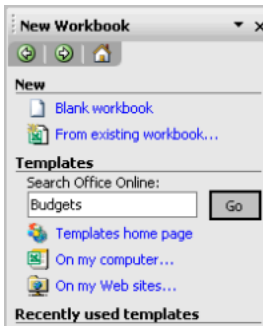 New Workbook
New
Blank workbook
From existing workbook...
Templates
Search Office Online:
Budgets Go
Templates home page
On my computer...
On my Web sites...
Recently used templates